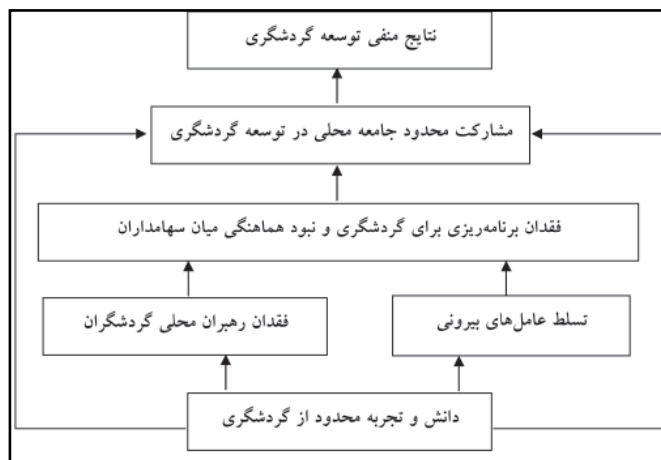 نتایج منفی توسعه گردشگری
مشارکت محدود جامعه محلی در توسعه گردشگری
فقدان برنامه‌ریزی برای گردشگری و نبود هماهنگی میان سهامداران
تسلط عامل‌های بیرونی
فقدان رهبران محلی گردشگران
دانش و تجربه محدود از گردشگری